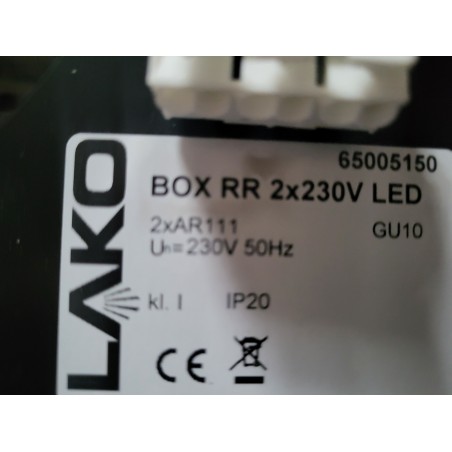 65005150
BOX RR 2x230V LED
2xAR111 GU10
Un=230V 50Hz
kl. I IP20
CE
LAKO